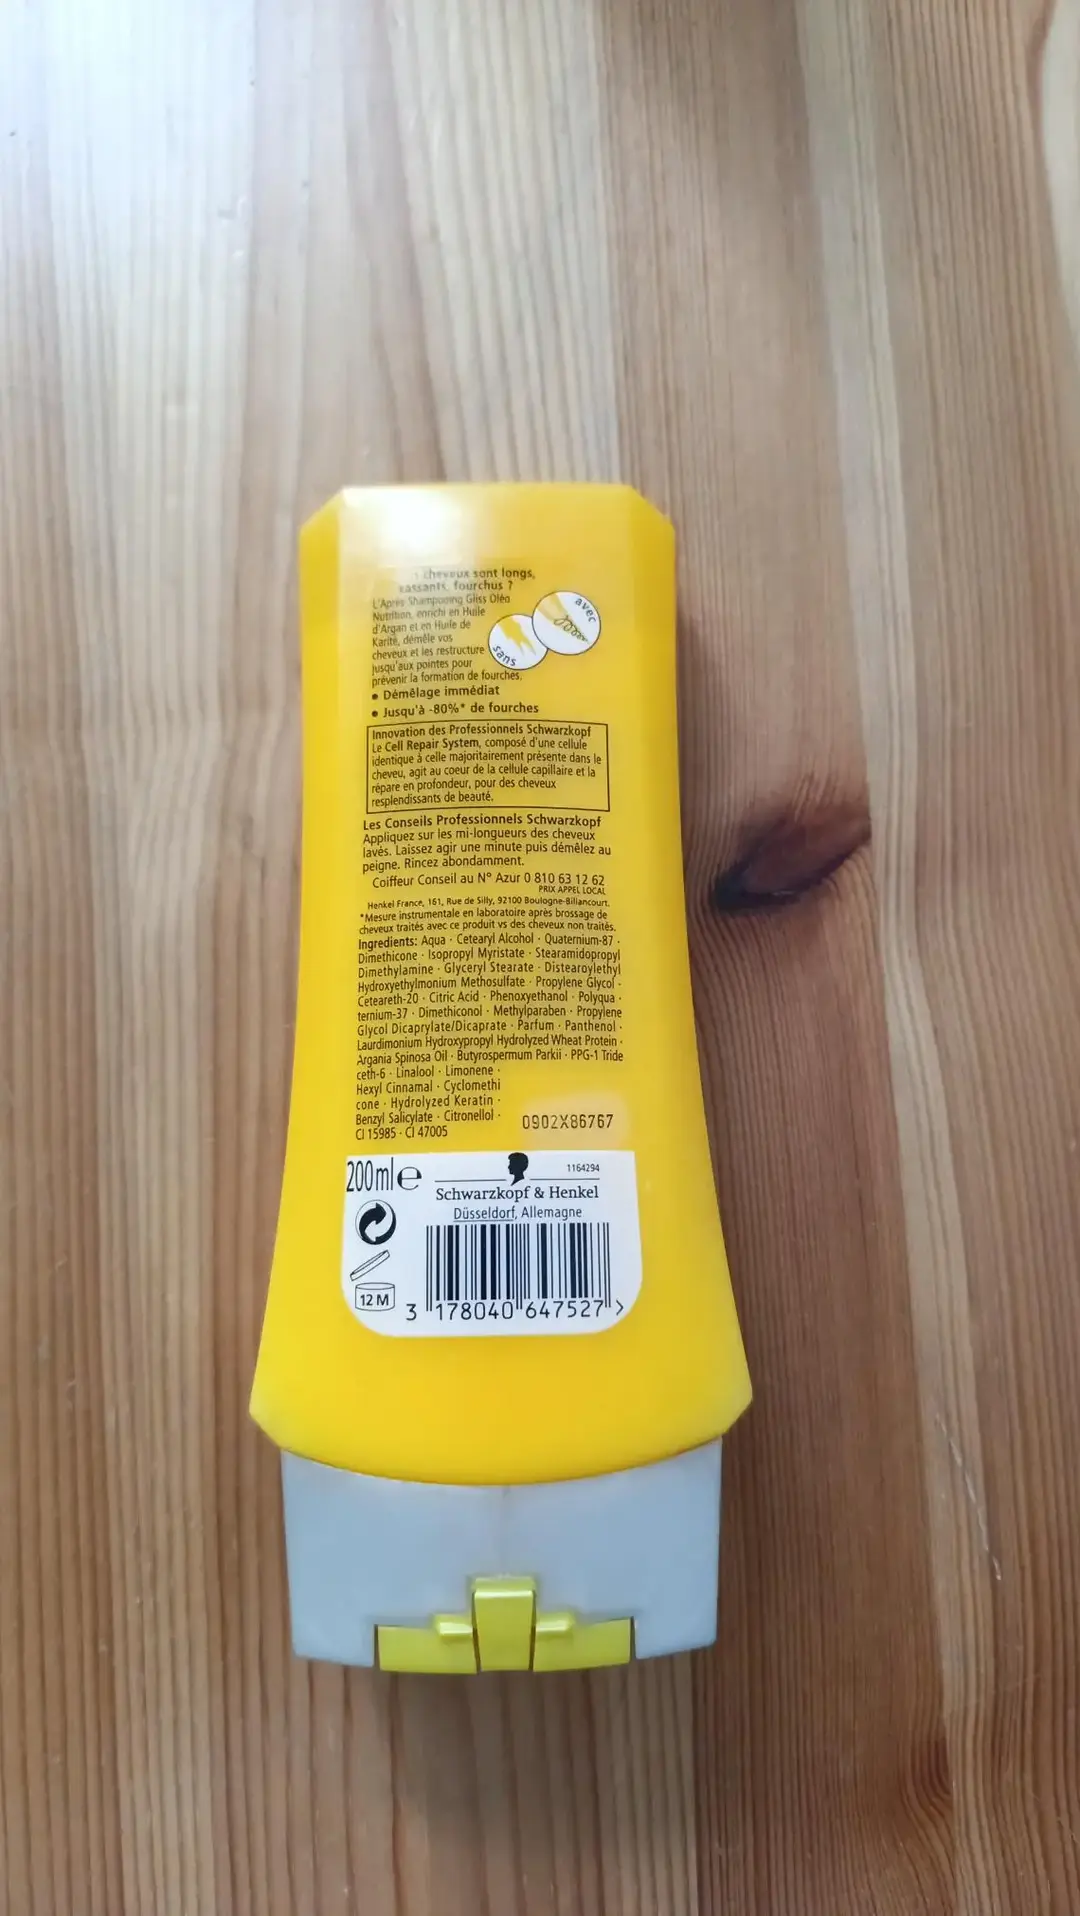 cheveux sont longs,
cassants, fourchus ?
L'Après Shampooing Gliss Oléo
Nutrition, enrichi en Huile
d'Argan et en Huile de
Karité, démêle vos
cheveux et les restructure
jusqu'aux pointes pour
prévenir la formation de fourches.
sans
avec
• Démêlage immédiat
• Jusqu'à -80%* de fourches
Innovation des Professionnels Schwarzkopf
Le Cell Repair System, composé d'une cellule
identique à celle majoritairement présente dans le
cheveu, agit au coeur de la cellule capillaire et la
répare en profondeur, pour des cheveux
resplendissants de beauté.
Les Conseils Professionnels Schwarzkopf
Appliquez sur les mi-longueurs des cheveux
lavés. Laissez agir une minute puis démêlez au
peigne. Rincez abondamment.
Coiffeur Conseil au N° Azur 0 810 63 12 62
PRIX APPEL LOCAL
Henkel France, 161, Rue de Silly, 92100 Boulogne-Billancourt.
*Mesure instrumentale en laboratoire après brossage de
cheveux traités avec ce produit vs des cheveux non traités.
Ingredients: Aqua · Cetearyl Alcohol · Quaternium-87 ·
Dimethicone · Isopropyl Myristate · Stearamidopropyl
Dimethylamine · Glyceryl Stearate · Distearoylethyl
Hydroxyethylmonium Methosulfate · Propylene Glycol ·
Ceteareth-20 · Citric Acid · Phenoxyethanol · Polyqua ·
ternium-37 · Dimethiconol · Methylparaben · Propylene
Glycol Dicaprylate/Dicaprate · Parfum · Panthenol ·
Laurdimonium Hydroxypropyl Hydrolyzed Wheat Protein ·
Argania Spinosa Oil · Butyrospermum Parkii · PPG-1 Tride
ceth-6 · Linalool · Limonene ·
Hexyl Cinnamal · Cyclomethi
cone · Hydrolyzed Keratin ·
Benzyl Salicylate · Citronellol ·
CI 15985 · CI 47005
0902X86767
200ml℮
1164294
Schwarzkopf & Henkel
Düsseldorf, Allemagne
12 M
3 178040 647527 >